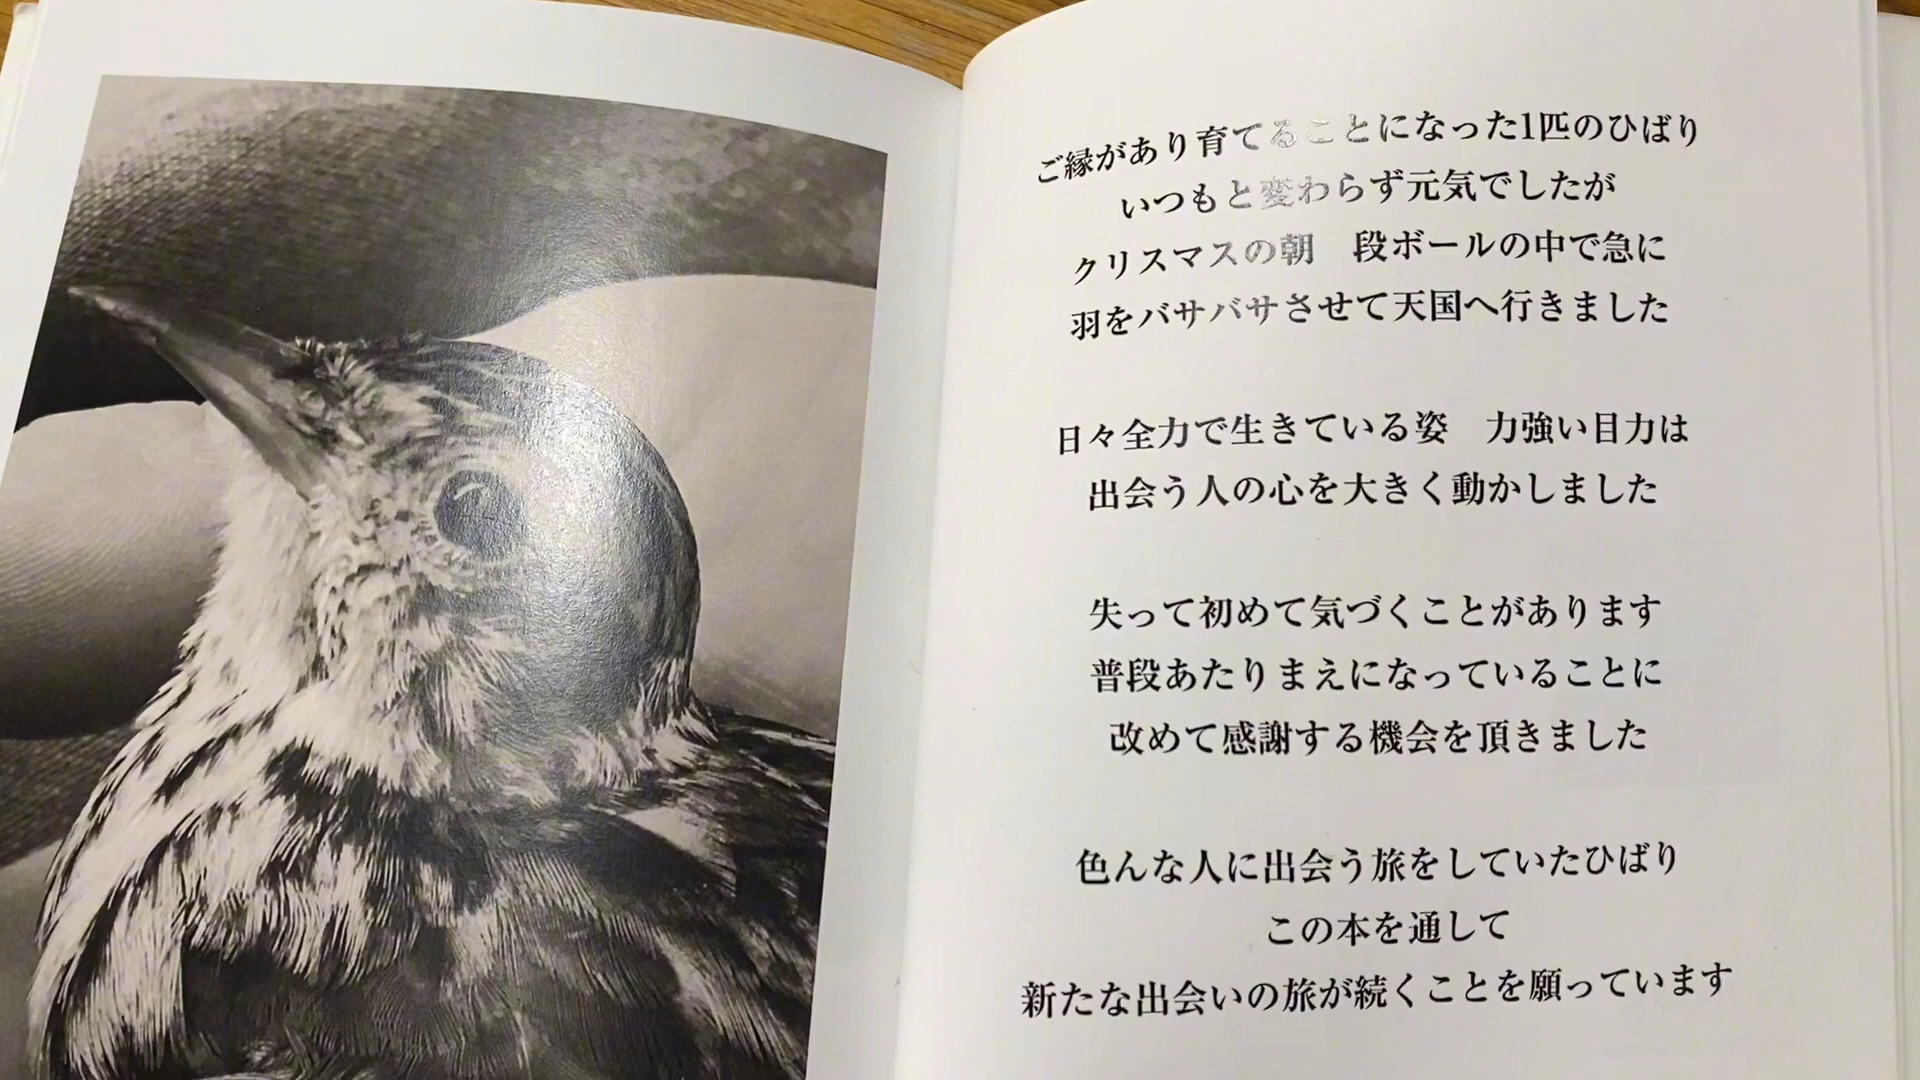 ご縁があり育てることになった1匹のひばり
いつもと変わらず元気でしたが
クリスマスの朝　段ボールの中で急に
羽をバサバサさせて天国へ行きました
日々全力で生きている姿　力強い目力は
出会う人の心を大きく動かしました
失って初めて気づくことがあります
普段あたりまえになっていることに
改めて感謝する機会を頂きました
色んな人に出会う旅をしていたひばり
この本を通して
新たな出会いの旅が続くことを願っています